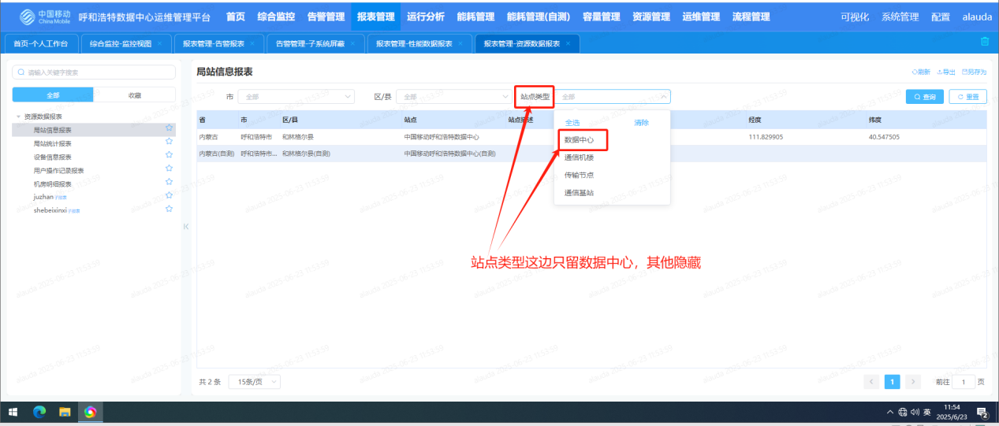 中国移动 China Mobile 呼和浩特数据中心运维管理平台 首页 综合监控 告警管理 报表管理 运行分析 能耗管理 能耗管理(自测) 容量管理 资源管理 运维管理 流程管理 可视化 系统管理 配置 alauda
首页-个人工作台 综合监控-监控视图 × 报表管理-告警报表 × 告警管理-子系统屏蔽 × 报表管理-性能数据报表 × 报表管理-资源数据报表 ×
请输入关键字搜索
全部 收藏
资源数据报表
局站信息报表
局站统计报表
设备信息报表
用户操作记录报表
机房明细报表
juzhan 子报表
shebeixinxi 子报表
局站信息报表 刷新 导出 另存为
市 全部 区/县 全部 站点类型 全部 查询 重置
省 市 区/县 站点 站点描述 经度 纬度
内蒙古 呼和浩特市 和林格尔县 中国移动呼和浩特数据中心 111.829905 40.547505
内蒙古(自测) 呼和浩特市... 和林格尔县(自测) 中国移动呼和浩特数据中心(自测)
全选 清除
数据中心
通信机楼
传输节点
通信基站
站点类型这边只留数据中心，其他隐藏
共 2 条 15条/页 1 前往 1 页
英 11:54
2025/6/23 2
alauda 2025-06-23 11:53:59